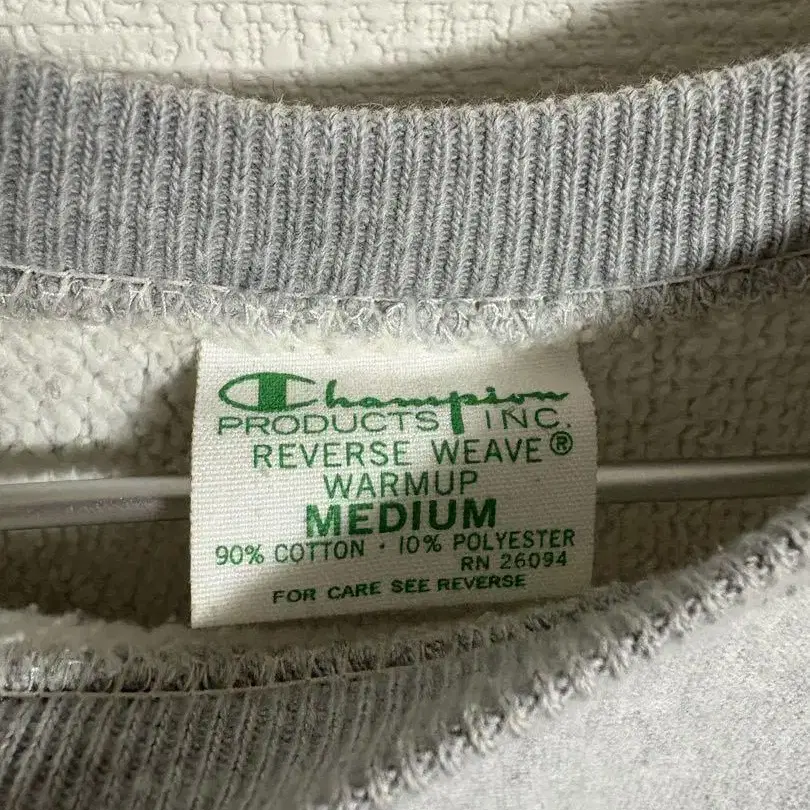 Champion
PRODUCTS INC.
REVERSE WEAVE®
WARMUP
MEDIUM
90% COTTON · 10% POLYESTER
RN 26094
FOR CARE SEE REVERSE